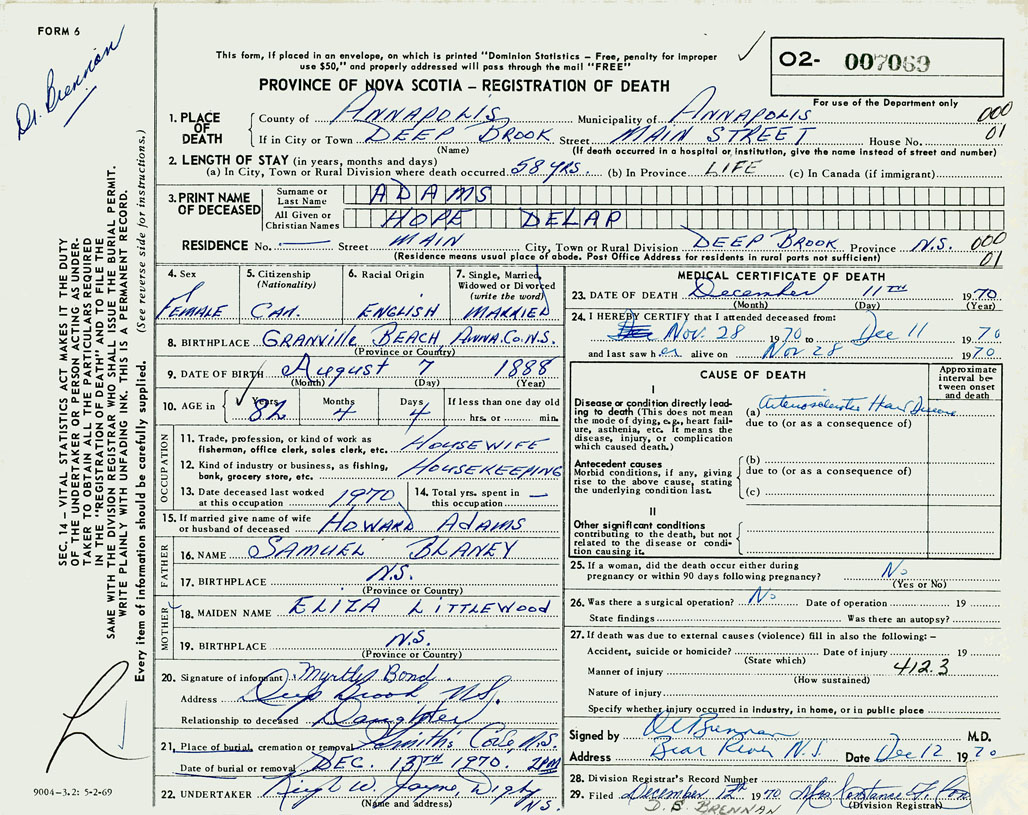 FORM 6
Dr. Brennan
This form, if placed in an envelope, on which is printed "Dominion Statistics – Free, penalty for improper
use $50," and properly addressed will pass through the mail "FREE"
PROVINCE OF NOVA SCOTIA – REGISTRATION OF DEATH
O2- 007069
For use of the Department only
1. PLACE OF DEATH County of ANNAPOLIS Municipality of ANNAPOLIS 000
If in City or Town DEEP BROOK Street MAIN STREET House No. 01
(Name) (If death occurred in a hospital or institution, give the name instead of street and number)
2. LENGTH OF STAY (in years, months and days)
(a) In City, Town or Rural Division where death occurred 58 YRS. (b) In Province LIFE (c) In Canada (if immigrant)
3. PRINT NAME OF DECEASED Surname or Last Name ADAMS
All Given or Christian Names HOPE DELAP
RESIDENCE No. — Street MAIN City, Town or Rural Division DEEP BROOK Province N.S. 000
(Residence means usual place of abode. Post Office Address for residents in rural parts not sufficient) 01
4. Sex 5. Citizenship (Nationality) 6. Racial Origin 7. Single, Married, Widowed or Divorced (write the word)
FEMALE CAN. ENGLISH MARRIED
8. BIRTHPLACE GRANVILLE BEACH, ANNA. CO. N.S.
(Province or Country)
9. DATE OF BIRTH August 7 1888
(Month) (Day) (Year)
10. AGE in Years Months Days If less than one day old
82 4 4 hrs. or min.
OCCUPATION
11. Trade, profession, or kind of work as
fisherman, office clerk, sales clerk, etc. HOUSEWIFE
12. Kind of industry or business, as fishing,
bank, grocery store, etc. HOUSEKEEPING
13. Date deceased last worked at this occupation 1970 14. Total yrs. spent in this occupation —
15. If married give name of wife
or husband of deceased HOWARD ADAMS
FATHER
16. NAME SAMUEL BLANEY
17. BIRTHPLACE N.S.
(Province or Country)
MOTHER
18. MAIDEN NAME ELIZA LITTLEWOOD
19. BIRTHPLACE N.S.
(Province or Country)
20. Signature of informant Myrtle Bond
Address Deep Brook N.S.
Relationship to deceased Daughter
21. Place of burial, cremation or removal Smith's Cove, N.S.
Date of burial or removal DEC. 13TH 1970. 2PM
22. UNDERTAKER W. Jayne, Digby
(Name and address) N.S.
MEDICAL CERTIFICATE OF DEATH
23. DATE OF DEATH December 11TH 1970
(Month) (Day) (Year)
24. I HEREBY CERTIFY that I attended deceased from:
Nov. 28 1970 to Dec 11 1970
and last saw her alive on Nov 28 1970
CAUSE OF DEATH
Approximate interval between onset and death
I
Disease or condition directly leading to death (This does not mean the mode of dying, e.g., heart failure, asthenia, etc. It means the disease, injury, or complication which caused death.)
(a) Arteriosclerotic Heart Disease
due to (or as a consequence of)
Antecedent causes
Morbid conditions, if any, giving rise to the above cause, stating the underlying condition last.
(b)
due to (or as a consequence of)
(c)
II
Other significant conditions
contributing to the death, but not related to the disease or condition causing it.
25. If a woman, did the death occur either during
pregnancy or within 90 days following pregnancy? No
(Yes or No)
26. Was there a surgical operation? No Date of operation 19
State findings Was there an autopsy?
27. If death was due to external causes (violence) fill in also the following: –
Accident, suicide or homicide? Date of injury 19
(State which)
Manner of injury 412.3
(How sustained)
Nature of injury
Specify whether injury occurred in industry, in home, or in public place
Signed by Brennan M.D.
Address Bear River N.S. Date Dec 12 1970
28. Division Registrar's Record Number
29. Filed December 12th 1970 Mrs Constance
D. S. BRENNAN (Division Registrar)
SEC. 14 – VITAL STATISTICS ACT MAKES IT THE DUTY
OF THE UNDERTAKER OR PERSON ACTING AS UNDER-
TAKER TO OBTAIN ALL THE PARTICULARS REQUIRED
IN THE "REGISTRATION OF DEATH" AND TO FILE THE
SAME WITH THE DIVISION REGISTRAR WHO SHALL ISSUE THE BURIAL PERMIT.
WRITE PLAINLY WITH UNFADING INK. THIS IS A PERMANENT RECORD.
Every item of information should be carefully supplied. (See reverse side for instructions.)
9004-3.2: 5-2-69